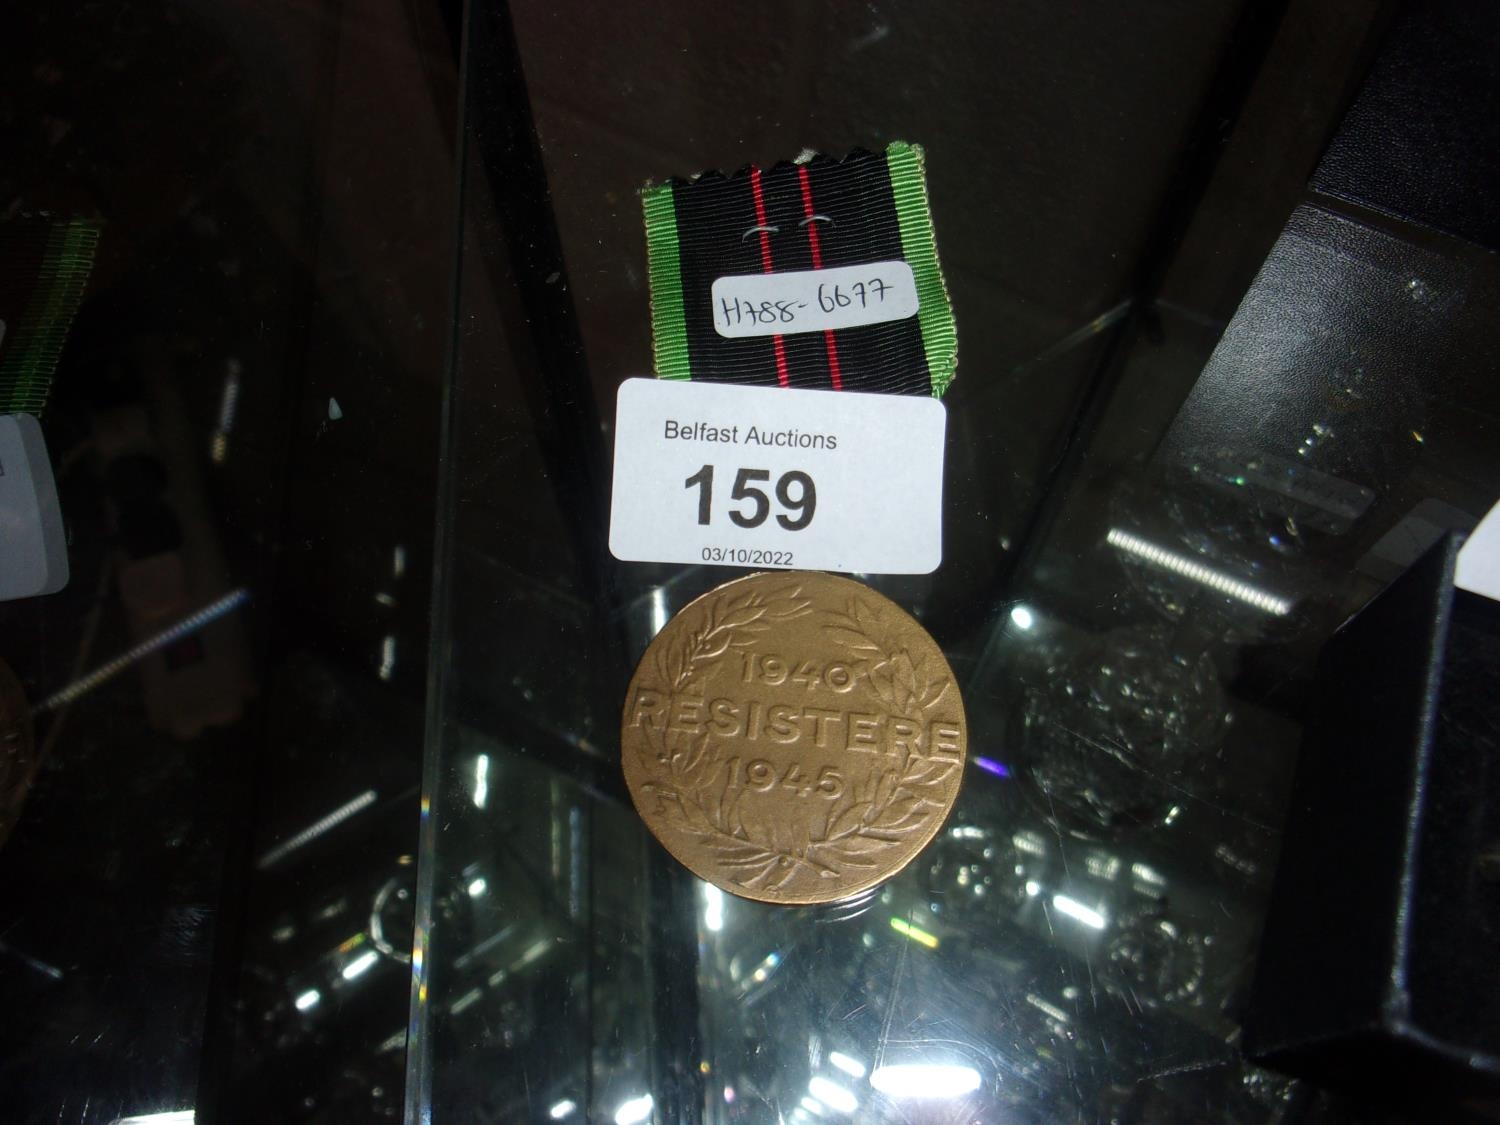 H788-6677
Belfast Auctions
159
03/10/2022
1940
RESISTERE
1945